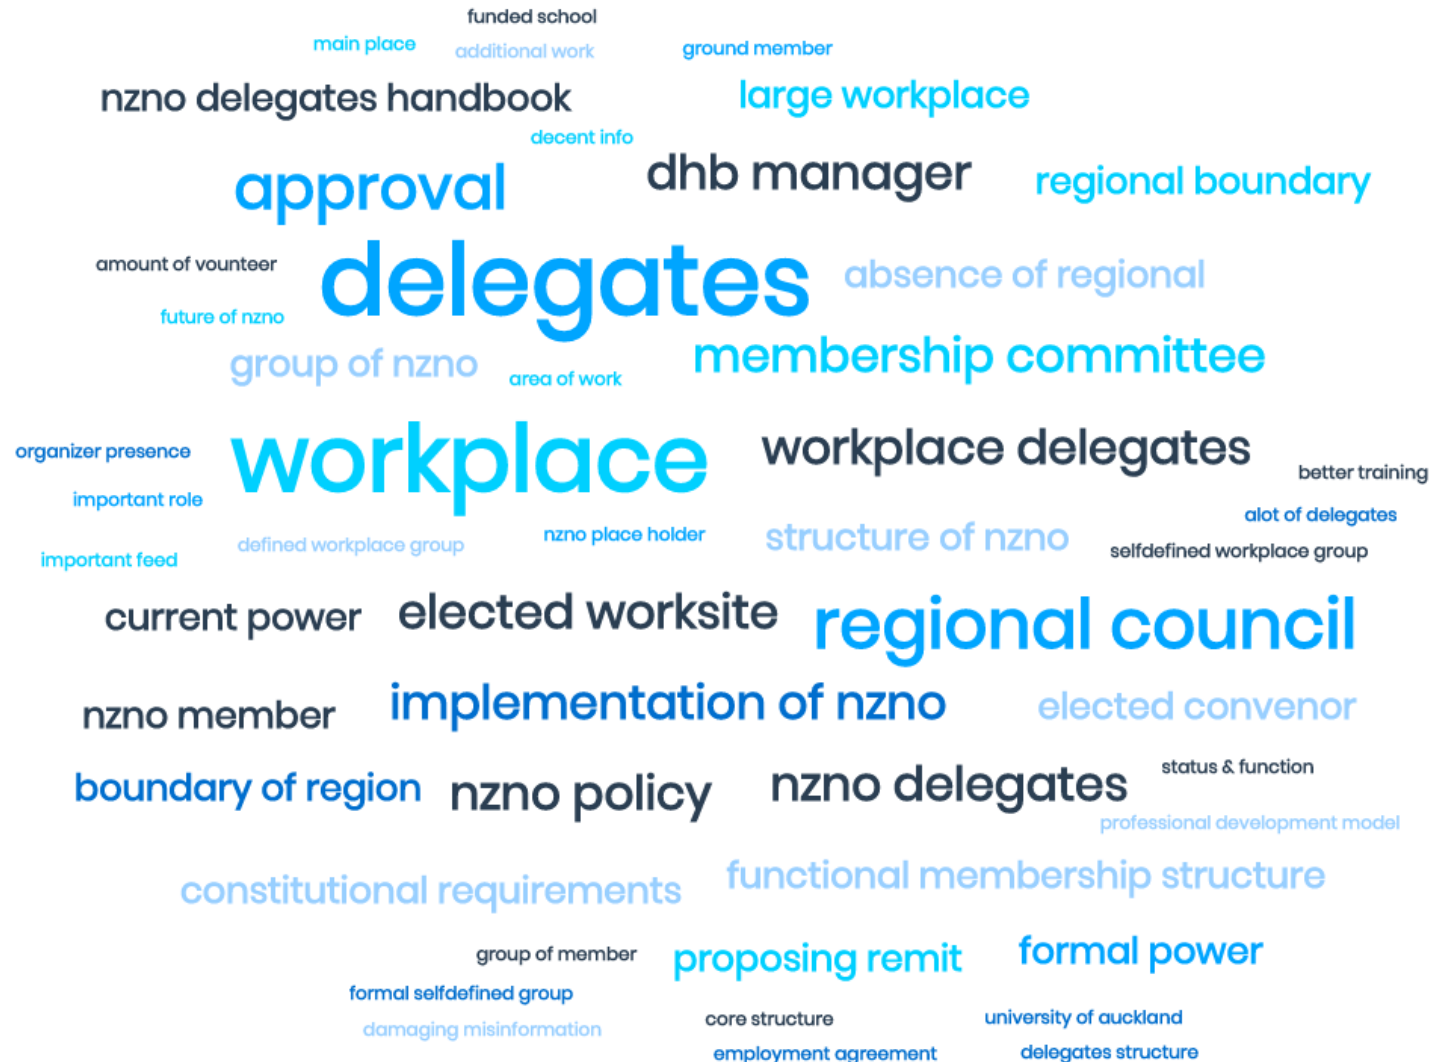 funded school
main place
additional work
ground member
nzno delegates handbook
large workplace
decent info
approval
dhb manager
regional boundary
delegates
amount of vounteer
absence of regional
future of nzno
group of nzno
area of work
membership committee
organizer presence
workplace
workplace delegates
better training
important role
alot of delegates
important feed
defined workplace group
nzno place holder
structure of nzno
selfdefined workplace group
current power
elected worksite
regional council
nzno member
implementation of nzno
elected convenor
boundary of region
nzno policy
nzno delegates
status & function
professional development model
constitutional requirements
functional membership structure
group of member
proposing remit
formal power
formal selfdefined group
damaging misinformation
core structure
university of auckland
employment agreement
delegates structure